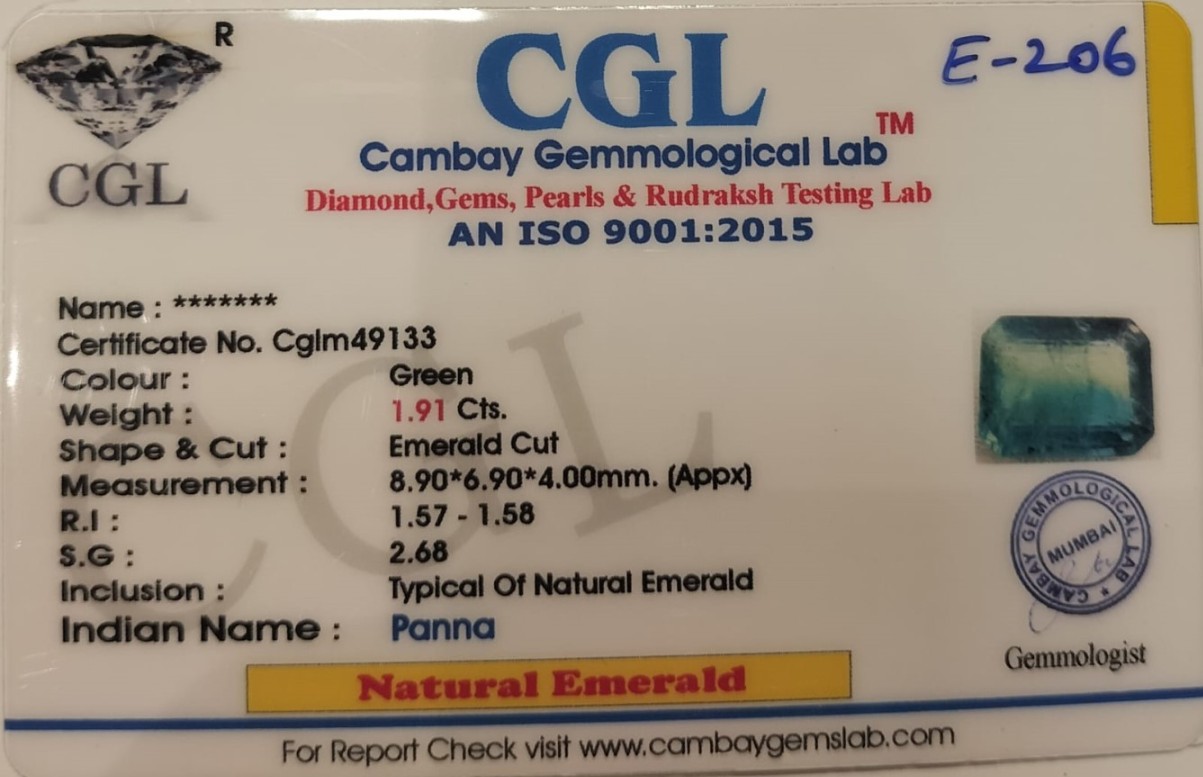 R
CGL
E-206
CGL
TM
Cambay Gemmological Lab
Diamond,Gems, Pearls & Rudraksh Testing Lab
AN ISO 9001:2015
Name : *******
Certificate No. Cglm49133
Colour : Green
Weight : 1.91 Cts.
Shape & Cut : Emerald Cut
Measurement : 8.90*6.90*4.00mm. (Appx)
R.I : 1.57 - 1.58
S.G : 2.68
Inclusion : Typical Of Natural Emerald
Indian Name : Panna
CGL
CAMBAY GEMMOLOGICAL LAB *
MUMBAI
Gemmologist
Natural Emerald
For Report Check visit www.cambaygemslab.com